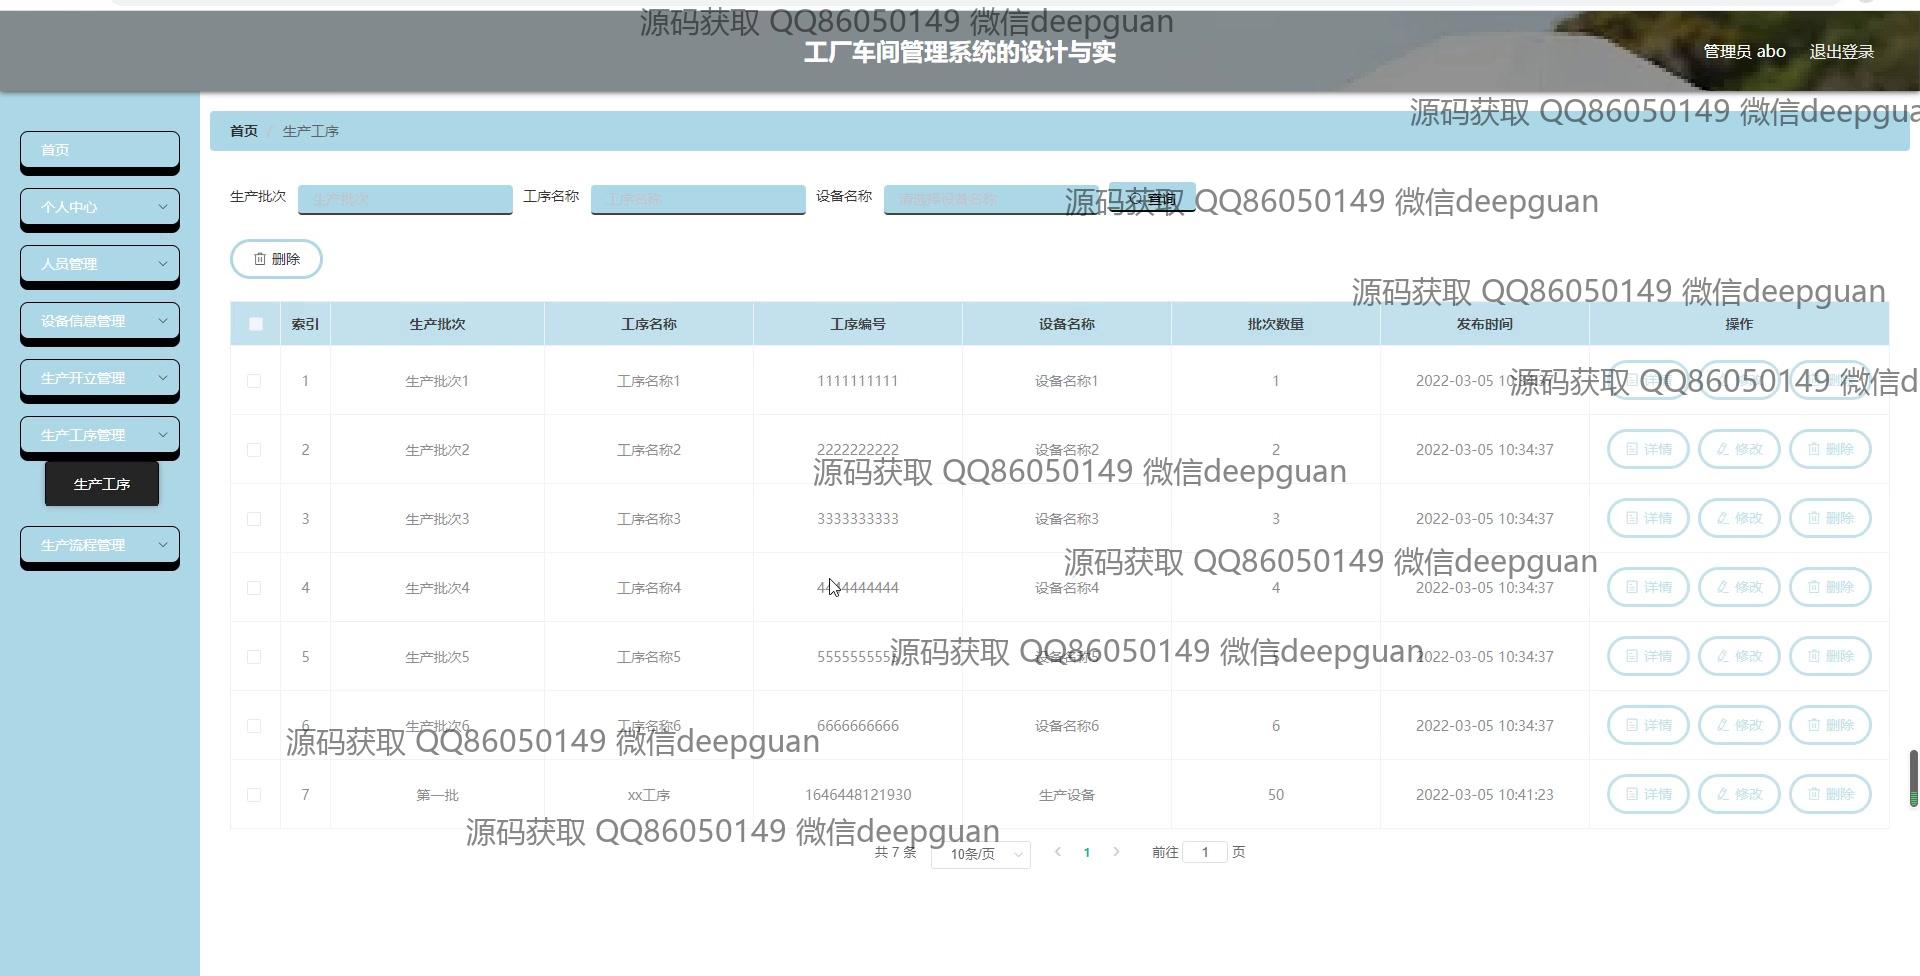 源码获取 QQ86050149 微信deepguan
工厂车间管理系统的设计与实
管理员 abo 退出登录
源码获取 QQ86050149 微信deepgua
首页 / 生产工序
首页
个人中心
人员管理
设备信息管理
生产开立管理
生产工序管理
生产工序
生产流程管理
生产批次 生产批次 工序名称 工序名称 设备名称 请选择设备名称 查询
源码获取 QQ86050149 微信deepguan
删除
源码获取 QQ86050149 微信deepguan
索引 生产批次 工序名称 工序编号 设备名称 批次数量 发布时间 操作
1 生产批次1 工序名称1 1111111111 设备名称1 1 2022-03-05 10:34:37 详情 修改 删除
源码获取 QQ86050149 微信d
2 生产批次2 工序名称2 2222222222 设备名称2 2 2022-03-05 10:34:37 详情 修改 删除
源码获取 QQ86050149 微信deepguan
3 生产批次3 工序名称3 3333333333 设备名称3 3 2022-03-05 10:34:37 详情 修改 删除
源码获取 QQ86050149 微信deepguan
4 生产批次4 工序名称4 4444444444 设备名称4 4 2022-03-05 10:34:37 详情 修改 删除
源码获取 QQ86050149 微信deepguan
5 生产批次5 工序名称5 5555555555 设备名称5 5 2022-03-05 10:34:37 详情 修改 删除
6 生产批次6 工序名称6 6666666666 设备名称6 6 2022-03-05 10:34:37 详情 修改 删除
源码获取 QQ86050149 微信deepguan
7 第一批 xx工序 1646448121930 生产设备 50 2022-03-05 10:41:23 详情 修改 删除
源码获取 QQ86050149 微信deepguan
共 7 条 10条/页 1 前往 1 页